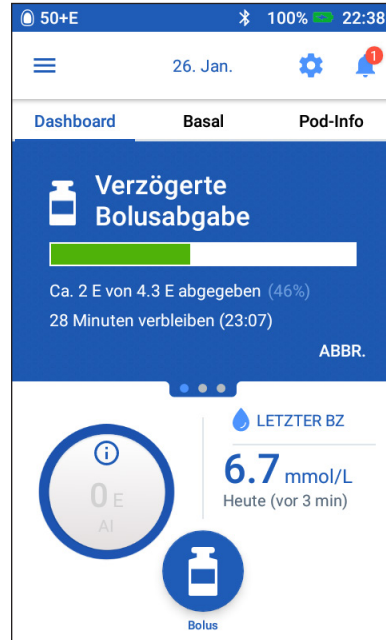 50+E 100% 22:38
26. Jan. 1
Dashboard Basal Pod-Info
Verzögerte
Bolusabgabe
Ca. 2 E von 4.3 E abgegeben (46%)
28 Minuten verbleiben (23:07)
ABBR.
LETZTER BZ
6.7 mmol/L
Heute (vor 3 min)
0 E
AI
Bolus